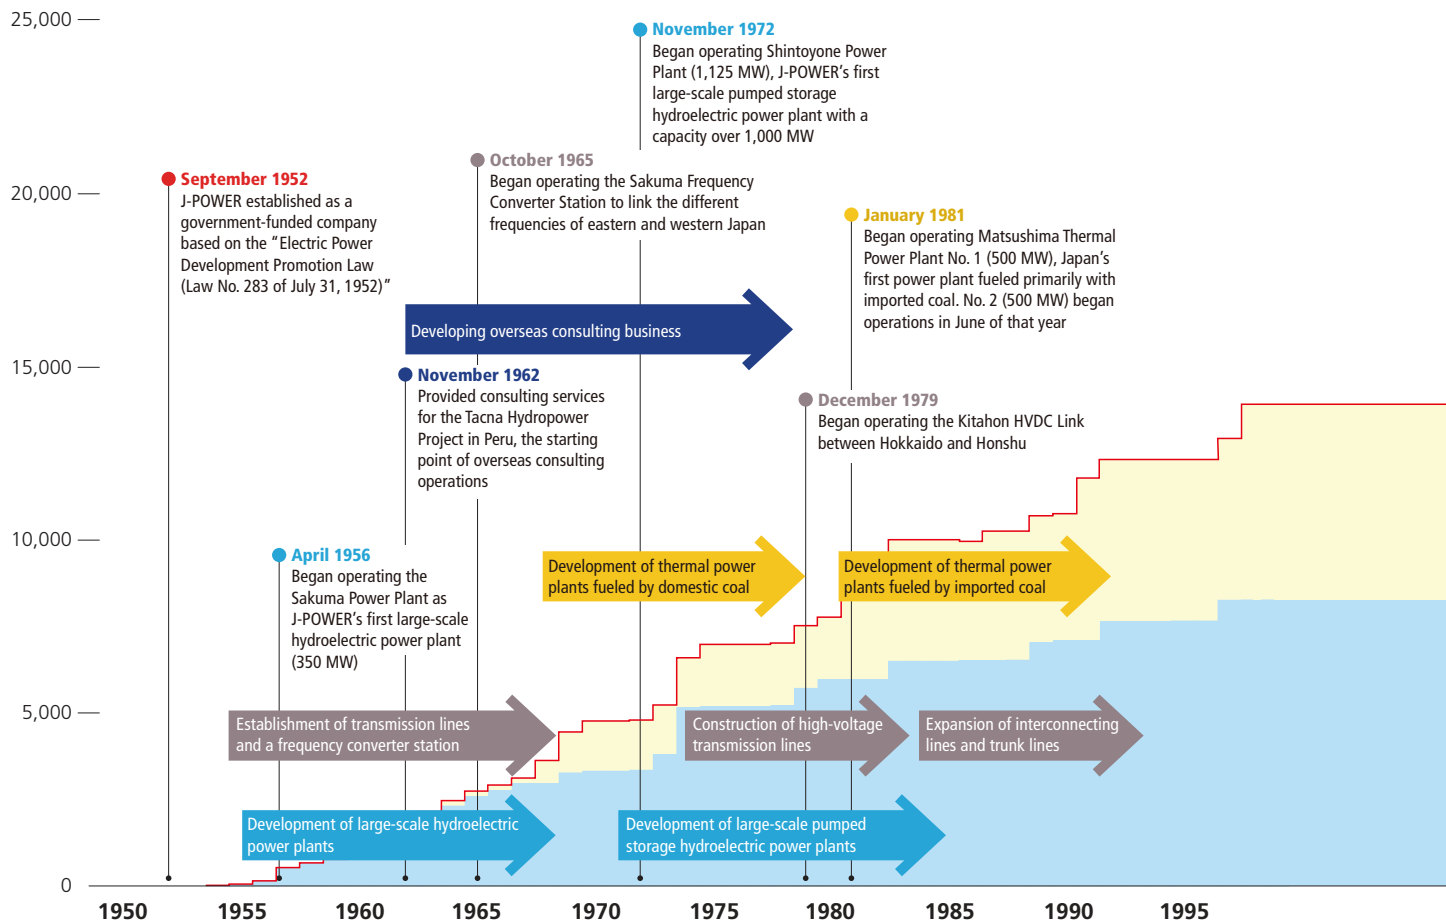 25,000
20,000
15,000
10,000
5,000
0
November 1972
Began operating Shintoyone Power
Plant (1,125 MW), J-POWER's first
large-scale pumped storage
hydroelectric power plant with a
capacity over 1,000 MW
October 1965
Began operating the Sakuma Frequency
Converter Station to link the different
frequencies of eastern and western Japan
September 1952
J-POWER established as a
government-funded company
based on the "Electric Power
Development Promotion Law
(Law No. 283 of July 31, 1952)"
January 1981
Began operating Matsushima Thermal
Power Plant No. 1 (500 MW), Japan's
first power plant fueled primarily with
imported coal. No. 2 (500 MW) began
operations in June of that year
Developing overseas consulting business
November 1962
Provided consulting services
for the Tacna Hydropower
Project in Peru, the starting
point of overseas consulting
operations
December 1979
Began operating the Kitahon HVDC Link
between Hokkaido and Honshu
April 1956
Began operating the
Sakuma Power Plant as
J-POWER's first large-scale
hydroelectric power plant
(350 MW)
Development of thermal power
plants fueled by domestic coal
Development of thermal power
plants fueled by imported coal
Establishment of transmission lines
and a frequency converter station
Construction of high-voltage
transmission lines
Expansion of interconnecting
lines and trunk lines
Development of large-scale hydroelectric
power plants
Development of large-scale pumped
storage hydroelectric power plants
1950
1955
1960
1965
1970
1975
1980
1985
1990
1995